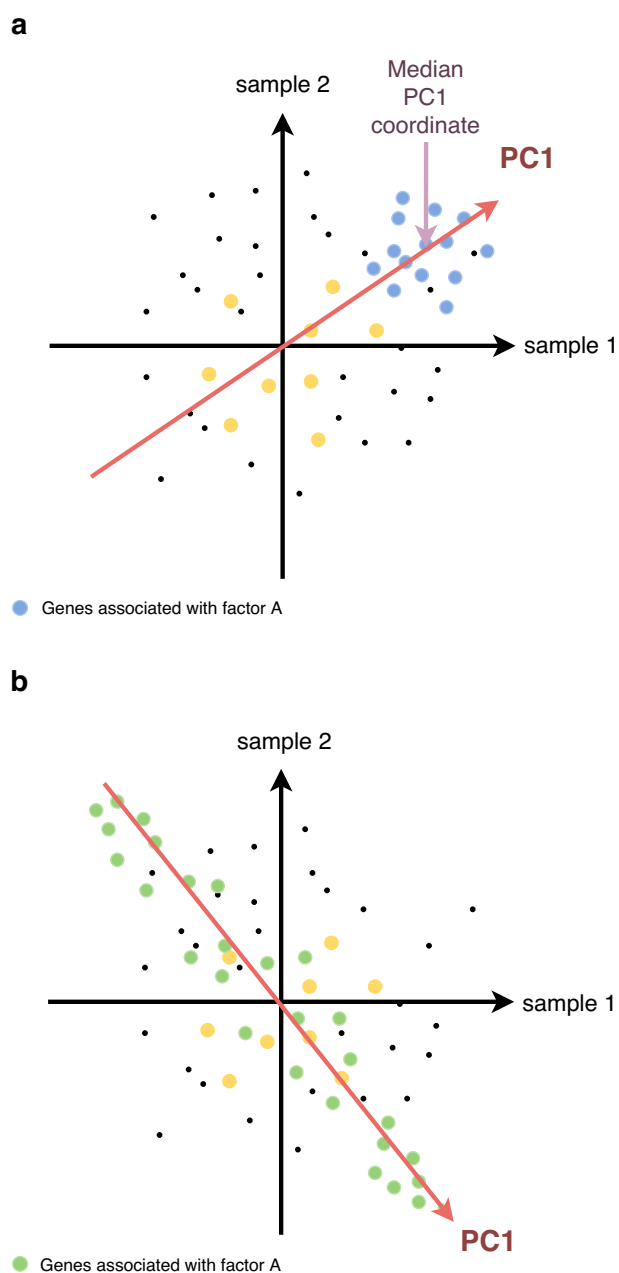 a
sample 2
Median
PC1
coordinate
PC1
sample 1
Genes associated with factor A
b
sample 2
sample 1
PC1
Genes associated with factor A